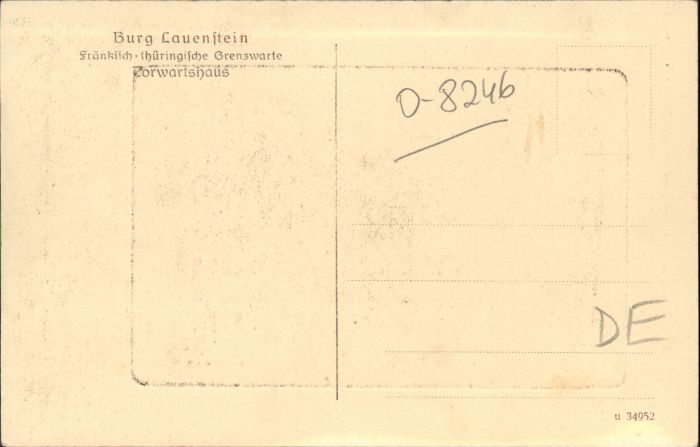 Burg Lauenstein
Fränkisch-thüringische Grenzwarte
Torwartshaus
O-8246
DE
u 34952